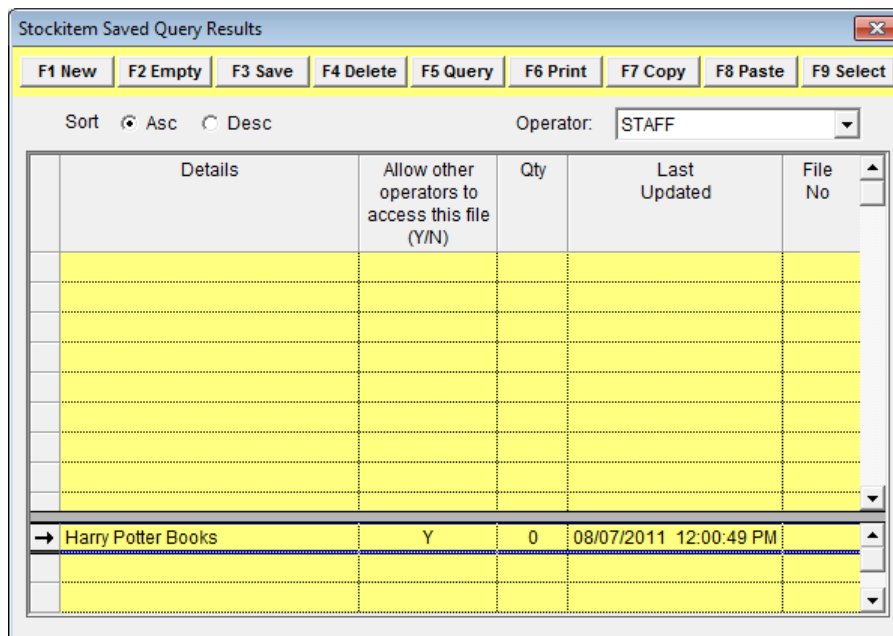 Stockitem Saved Query Results
F1 New F2 Empty F3 Save F4 Delete F5 Query F6 Print F7 Copy F8 Paste F9 Select
Sort Asc Desc Operator: STAFF
Details Allow other Qty Last File
operators to Updated No
access this file
(Y/N)
Harry Potter Books Y 0 08/07/2011 12:00:49 PM